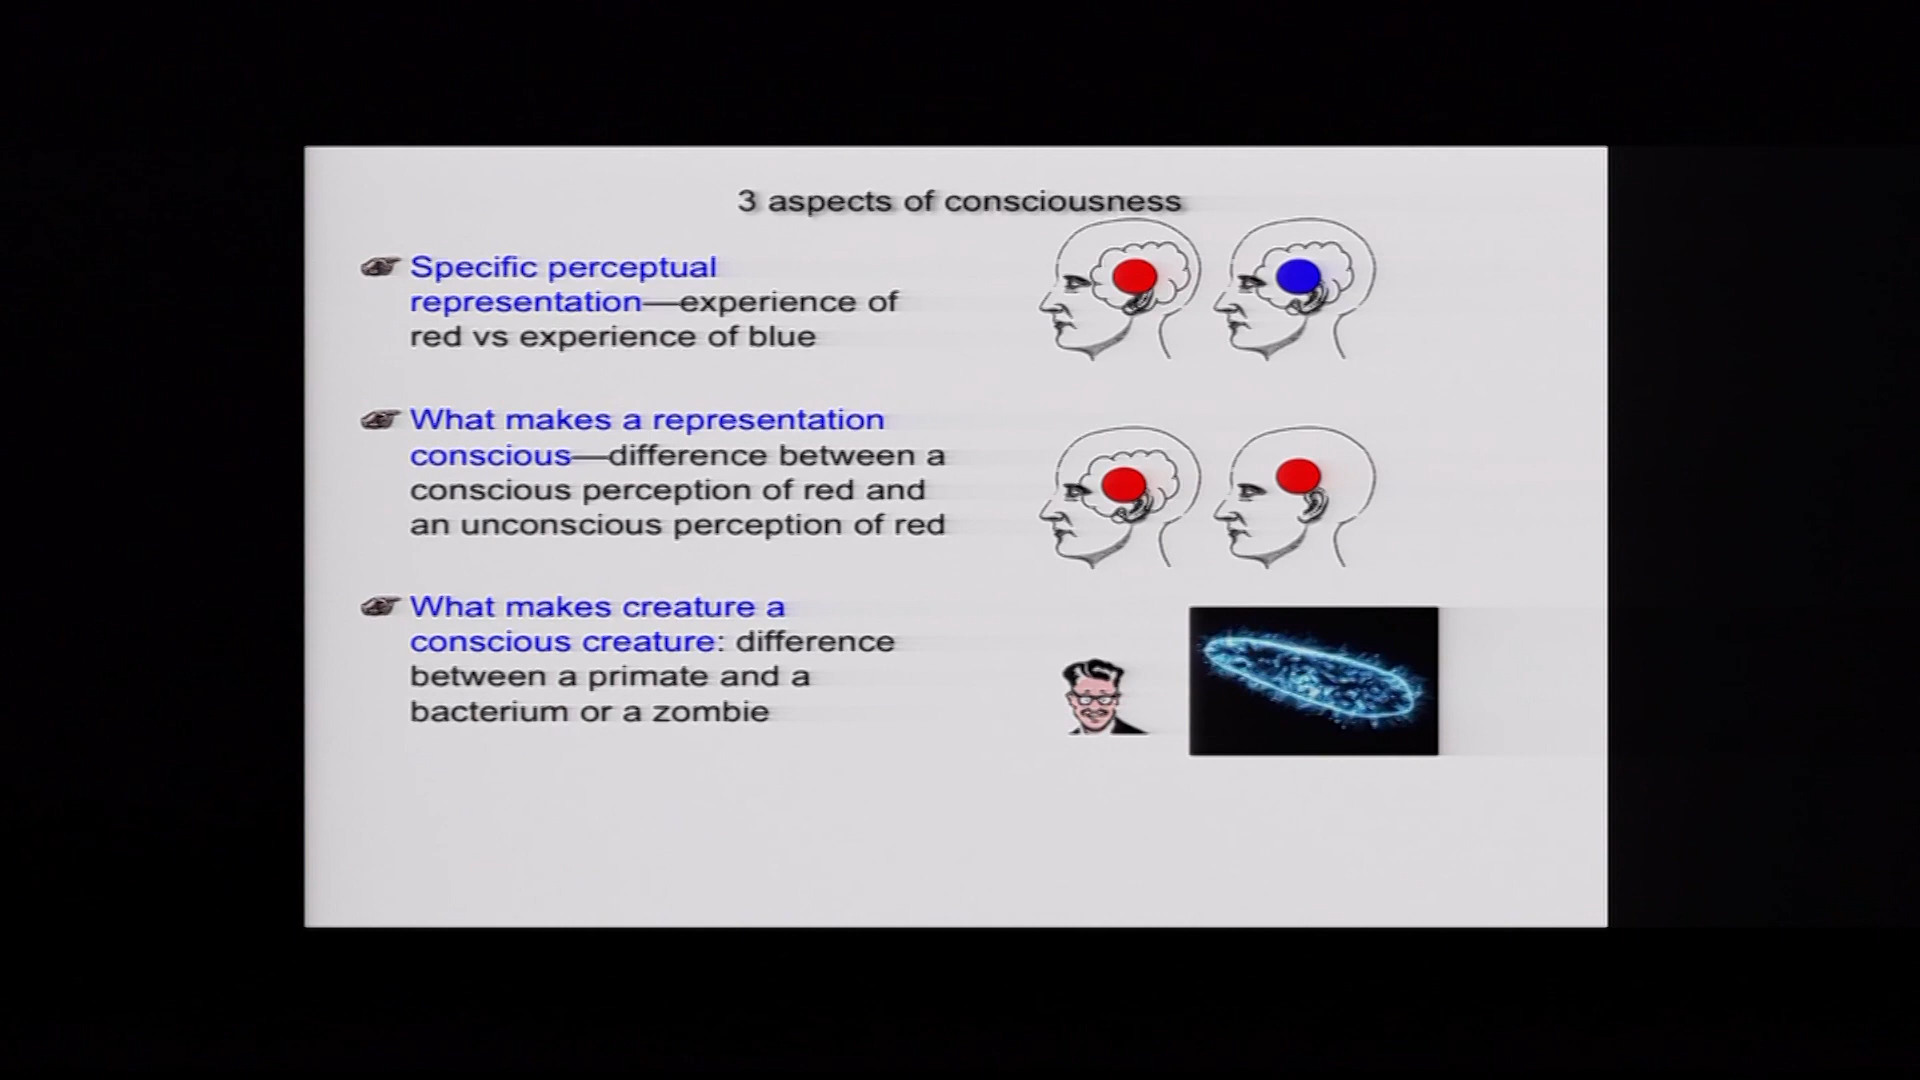 3 aspects of consciousness
Specific perceptual
representation—experience of
red vs experience of blue
What makes a representation
conscious—difference between a
conscious perception of red and
an unconscious perception of red
What makes creature a
conscious creature: difference
between a primate and a
bacterium or a zombie